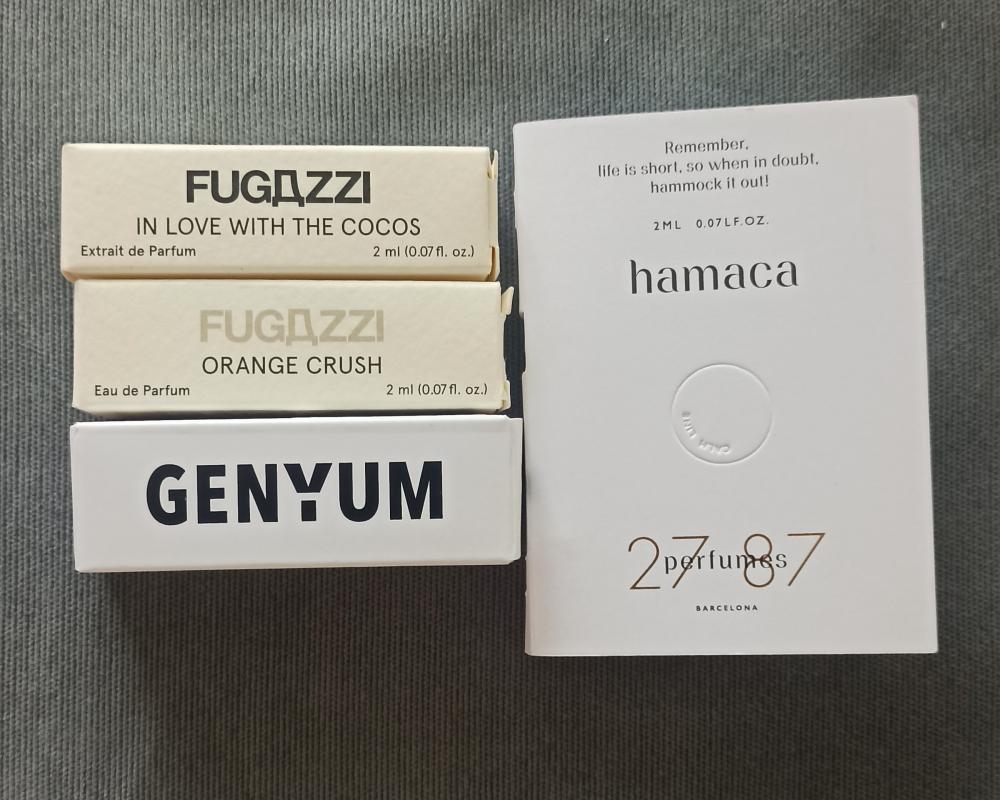 FUGAZZI
IN LOVE WITH THE COCOS
Extrait de Parfum 2 ml (0.07 fl. oz.)
FUGAZZI
ORANGE CRUSH
Eau de Parfum 2 ml (0.07 fl. oz.)
GENYUM
Remember,
life is short, so when in doubt,
hammock it out!
2ML 0.07LF.OZ.
hamaca
CALM LINE
27 87
perfumes
BARCELONA